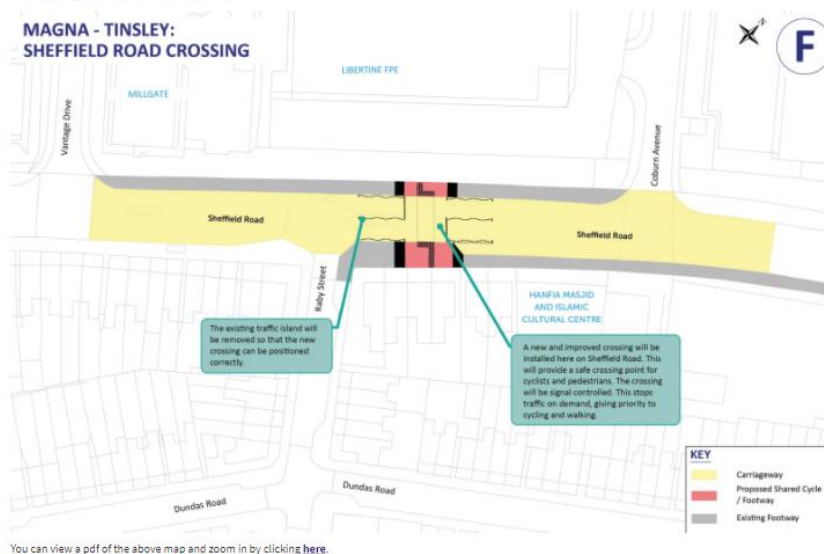 MAGNA - TINSLEY:
SHEFFIELD ROAD CROSSING
N
F
LIBERTINE FPE
MILLGATE
Vantage Drive
Coburn Avenue
Sheffield Road
Sheffield Road
Raby Street
HANFIA MASJID
AND ISLAMIC
CULTURAL CENTRE
The existing traffic island will
be removed so that the new
crossing can be positioned
correctly.
A new and improved crossing will be
installed here on Sheffield Road. This
will provide a safe crossing point for
cyclists and pedestrians. The crossing
will be signal controlled. This stops
traffic on demand, giving priority to
cycling and walking.
KEY
Carriageway
Proposed Shared Cycle
/ Footway
Existing Footway
Dundas Road
Dundas Road
You can view a pdf of the above map and zoom in by clicking here.